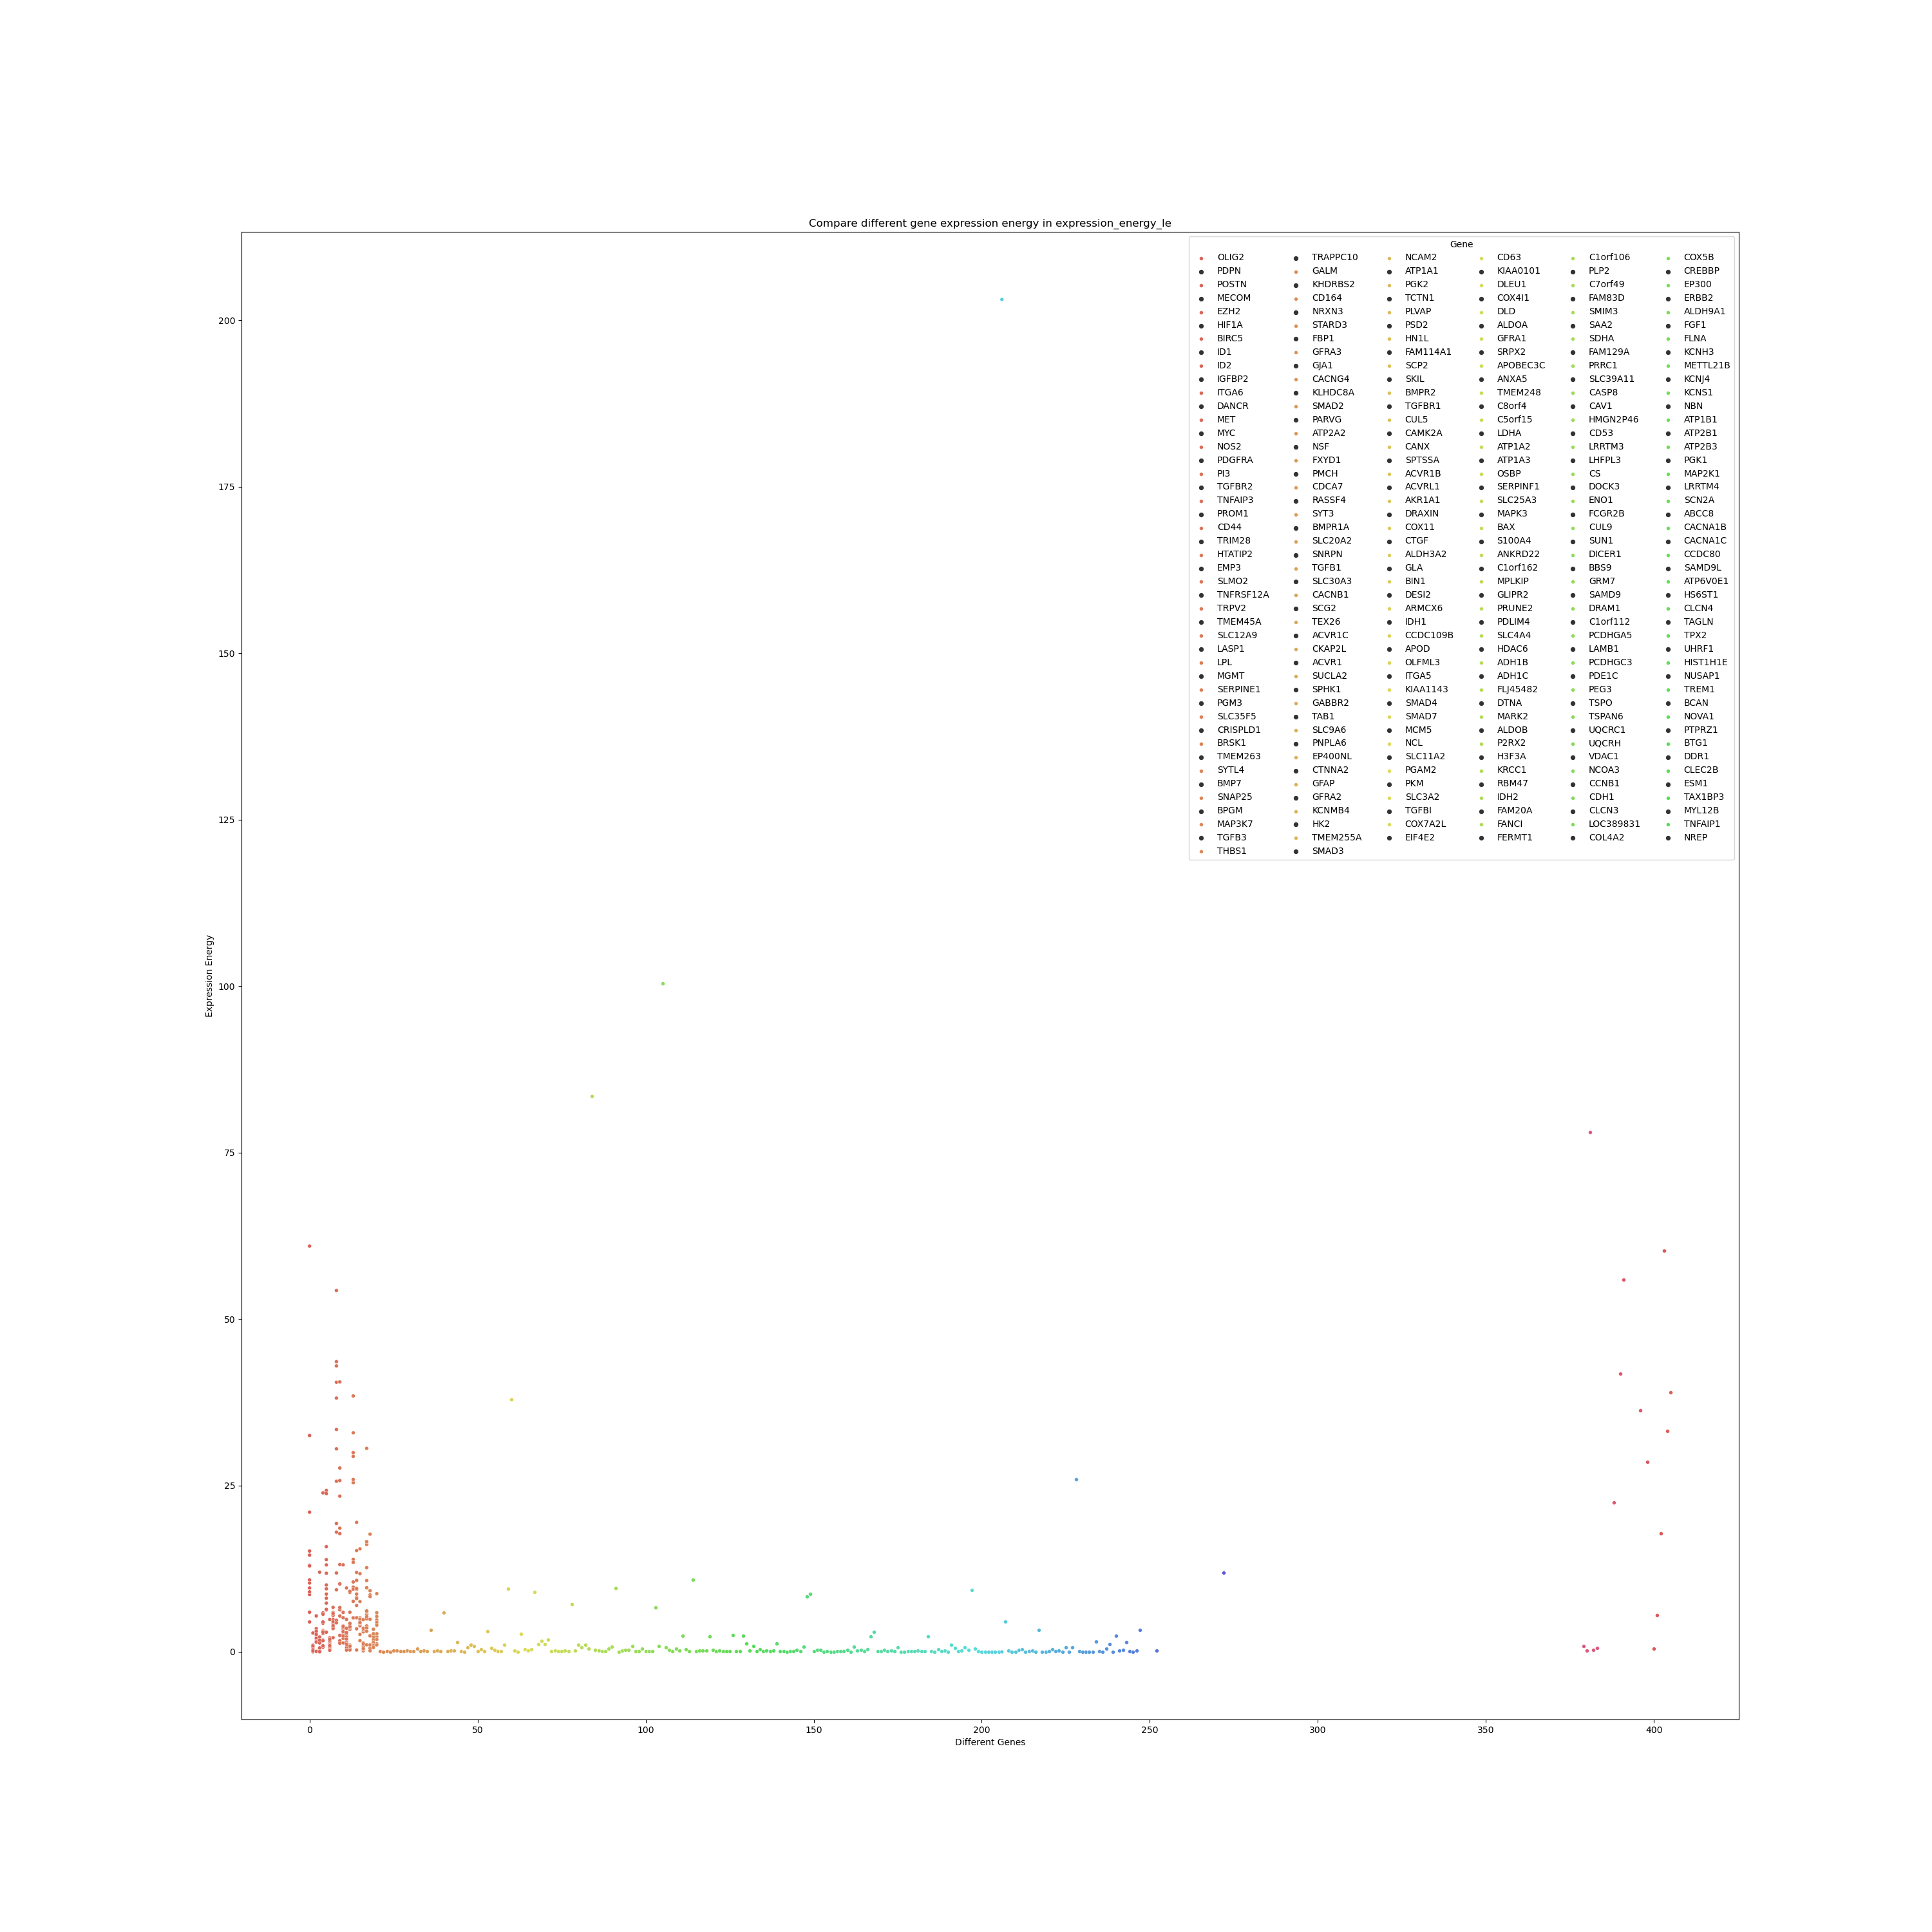 Compare different gene expression energy in expression_energy_le
Gene
OLIG2 TRAPPC10 NCAM2 CD63 C1orf106 COX5B
PDPN GALM ATP1A1 KIAA0101 PLP2 CREBBP
POSTN KHDRBS2 PGK2 DLEU1 C7orf49 EP300
MECOM CD164 TCTN1 COX4I1 FAM83D ERBB2
EZH2 NRXN3 PLVAP DLD SMIM3 ALDH9A1
HIF1A STARD3 PSD2 ALDOA SAA2 FGF1
BIRC5 FBP1 HN1L GFRA1 SDHA FLNA
ID1 GFRA3 FAM114A1 SRPX2 FAM129A KCNH3
ID2 GJA1 SCP2 APOBEC3C PRRC1 METTL21B
IGFBP2 CACNG4 SKIL ANXA5 SLC39A11 KCNJ4
ITGA6 KLHDC8A BMPR2 TMEM248 CASP8 KCNS1
DANCR SMAD2 TGFBR1 C8orf4 CAV1 NBN
MET PARVG CUL5 C5orf15 HMGN2P46 ATP1B1
MYC ATP2A2 CAMK2A LDHA CD53 ATP2B1
NOS2 NSF CANX ATP1A2 LRRTM3 ATP2B3
PDGFRA FXYD1 SPTSSA ATP1A3 LHFPL3 PGK1
PI3 PMCH ACVR1B OSBP CS MAP2K1
TGFBR2 CDCA7 ACVRL1 SERPINF1 DOCK3 LRRTM4
TNFAIP3 RASSF4 AKR1A1 SLC25A3 ENO1 SCN2A
PROM1 SYT3 DRAXIN MAPK3 FCGR2B ABCC8
CD44 BMPR1A COX11 BAX CUL9 CACNA1B
TRIM28 SLC20A2 CTGF S100A4 SUN1 CACNA1C
HTATIP2 SNRPN ALDH3A2 ANKRD22 DICER1 CCDC80
EMP3 TGFB1 GLA C1orf162 BBS9 SAMD9L
SLMO2 SLC30A3 BIN1 MPLKIP GRM7 ATP6V0E1
TNFRSF12A CACNB1 DESI2 GLIPR2 SAMD9 HS6ST1
TRPV2 SCG2 ARMCX6 PRUNE2 DRAM1 CLCN4
TMEM45A TEX26 IDH1 PDLIM4 C1orf112 TAGLN
SLC12A9 ACVR1C CCDC109B SLC4A4 PCDHGA5 TPX2
LASP1 CKAP2L APOD HDAC6 LAMB1 UHRF1
LPL ACVR1 OLFML3 ADH1B PCDHGC3 HIST1H1E
MGMT SUCLA2 ITGA5 ADH1C PDE1C NUSAP1
SERPINE1 SPHK1 KIAA1143 FLJ45482 PEG3 TREM1
PGM3 GABBR2 SMAD4 DTNA TSPO BCAN
SLC35F5 TAB1 SMAD7 MARK2 TSPAN6 NOVA1
CRISPLD1 SLC9A6 MCM5 ALDOB UQCRC1 PTPRZ1
BRSK1 PNPLA6 NCL P2RX2 UQCRH BTG1
TMEM263 EP400NL SLC11A2 H3F3A VDAC1 DDR1
SYTL4 CTNNA2 PGAM2 KRCC1 NCOA3 CLEC2B
BMP7 GFAP PKM RBM47 CCNB1 ESM1
SNAP25 GFRA2 SLC3A2 IDH2 CDH1 TAX1BP3
BPGM KCNMB4 TGFBI FAM20A CLCN3 MYL12B
MAP3K7 HK2 COX7A2L FANCI LOC389831 TNFAIP1
TGFB3 TMEM255A EIF4E2 FERMT1 COL4A2 NREP
THBS1 SMAD3
200
175
150
125
100
75
50
25
0
Expression Energy
0 50 100 150 200 250 300 350 400
Different Genes